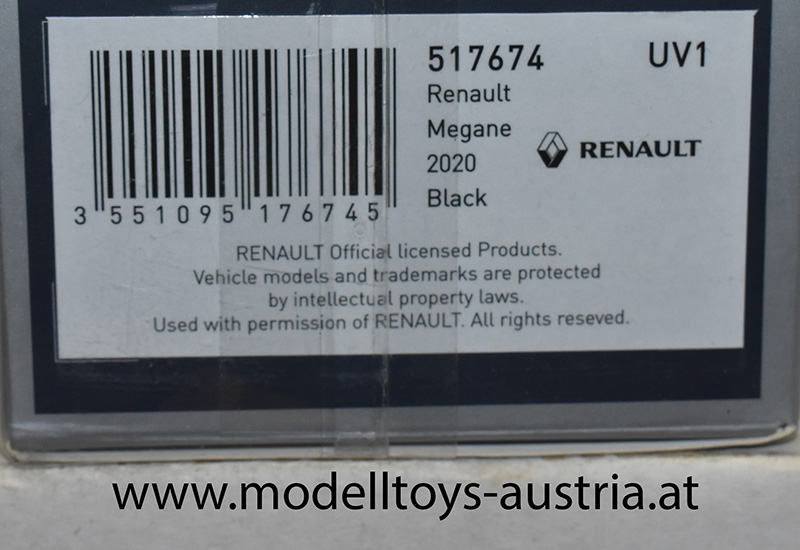 517674 UV1
Renault
Megane
2020
Black
RENAULT
3 551095 176745
RENAULT Official licensed Products.
Vehicle models and trademarks are protected
by intellectual property laws.
Used with permission of RENAULT. All rights reseved.
www.modelltoys-austria.at